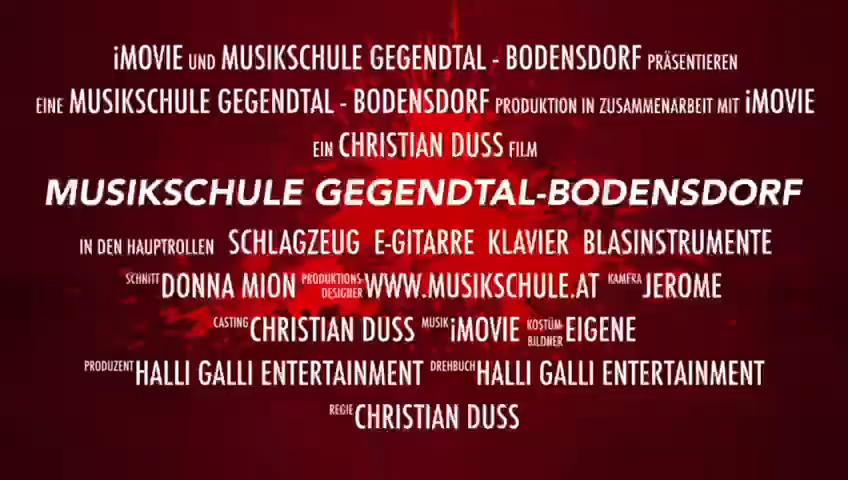 iMOVIE UND MUSIKSCHULE GEGENDTAL - BODENSDORF PRÄSENTIEREN
EINE MUSIKSCHULE GEGENDTAL - BODENSDORF PRODUKTION IN ZUSAMMENARBEIT MIT iMOVIE
EIN CHRISTIAN DUSS FILM
MUSIKSCHULE GEGENDTAL-BODENSDORF
IN DEN HAUPTROLLEN SCHLAGZEUG E-GITARRE KLAVIER BLASINSTRUMENTE
SCHNITT DONNA MION PRODUKTIONS-DESIGNER WWW.MUSIKSCHULE.AT KAMERA JEROME
CASTING CHRISTIAN DUSS MUSIK iMOVIE KOSTÜM-BILDNER EIGENE
PRODUZENT HALLI GALLI ENTERTAINMENT DREHBUCH HALLI GALLI ENTERTAINMENT
REGIE CHRISTIAN DUSS